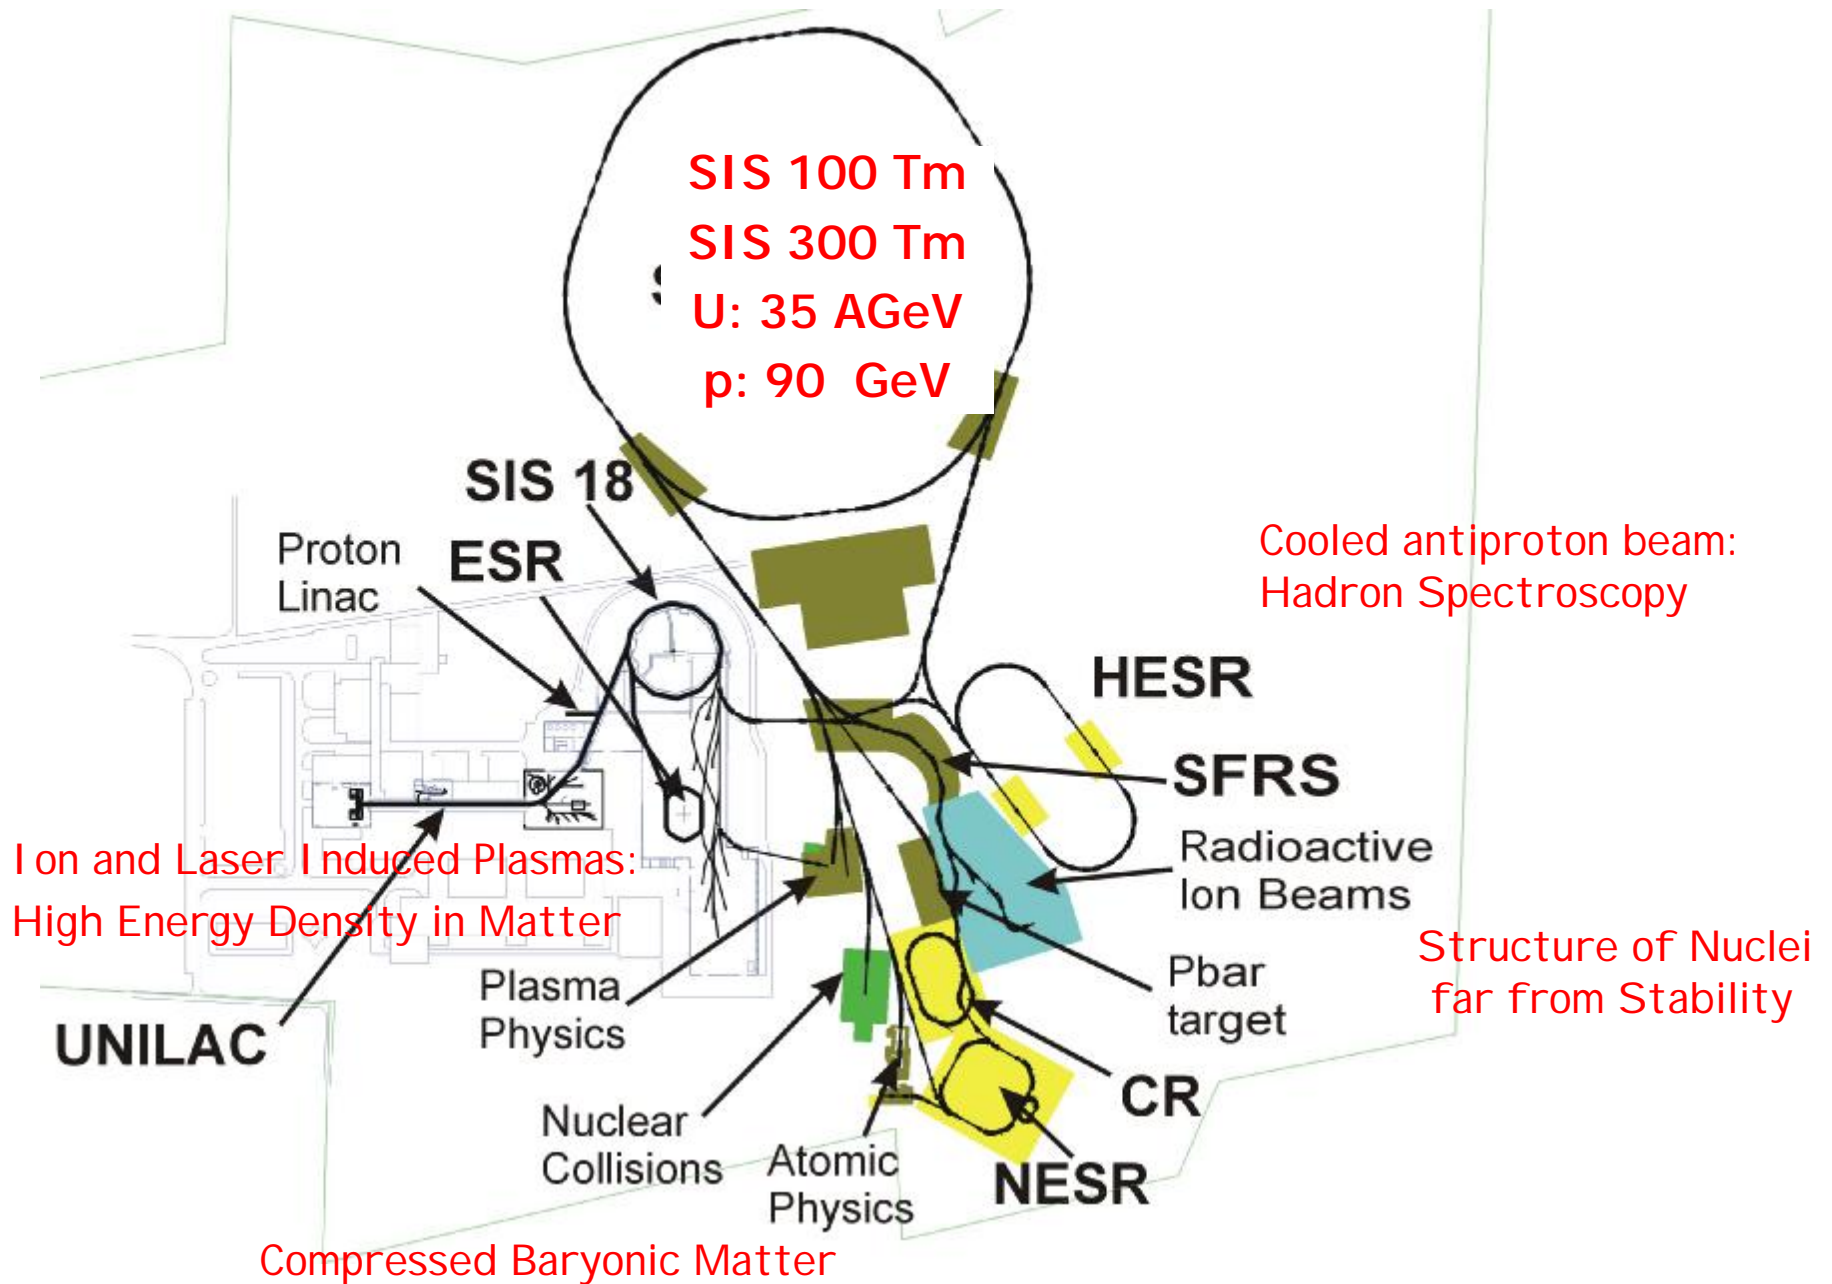 SIS 100 Tm
SIS 300 Tm
U: 35 AGeV
p: 90 GeV
SIS 18
Proton
Linac
ESR
Cooled antiproton beam:
Hadron Spectroscopy
HESR
SFRS
Radioactive
Ion Beams
Ion and Laser Induced Plasmas:
High Energy Density in Matter
Structure of Nuclei
far from Stability
UNILAC
Plasma
Physics
Pbar
target
CR
Nuclear
Collisions
Atomic
Physics
NESR
Compressed Baryonic Matter